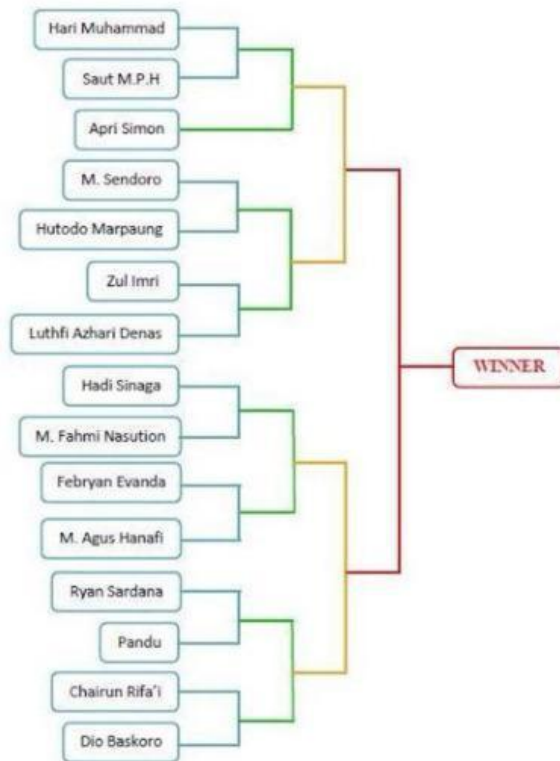 Hari Muhammad
Saut M.P.H
Apri Simon
M. Sendoro
Hutodo Marpaung
Zul Imri
Luthfi Azhari Denas
Hadi Sinaga
M. Fahmi Nasution
Febryan Evanda
M. Agus Hanafi
Ryan Sardana
Pandu
Chairun Rifa'i
Dio Baskoro
WINNER